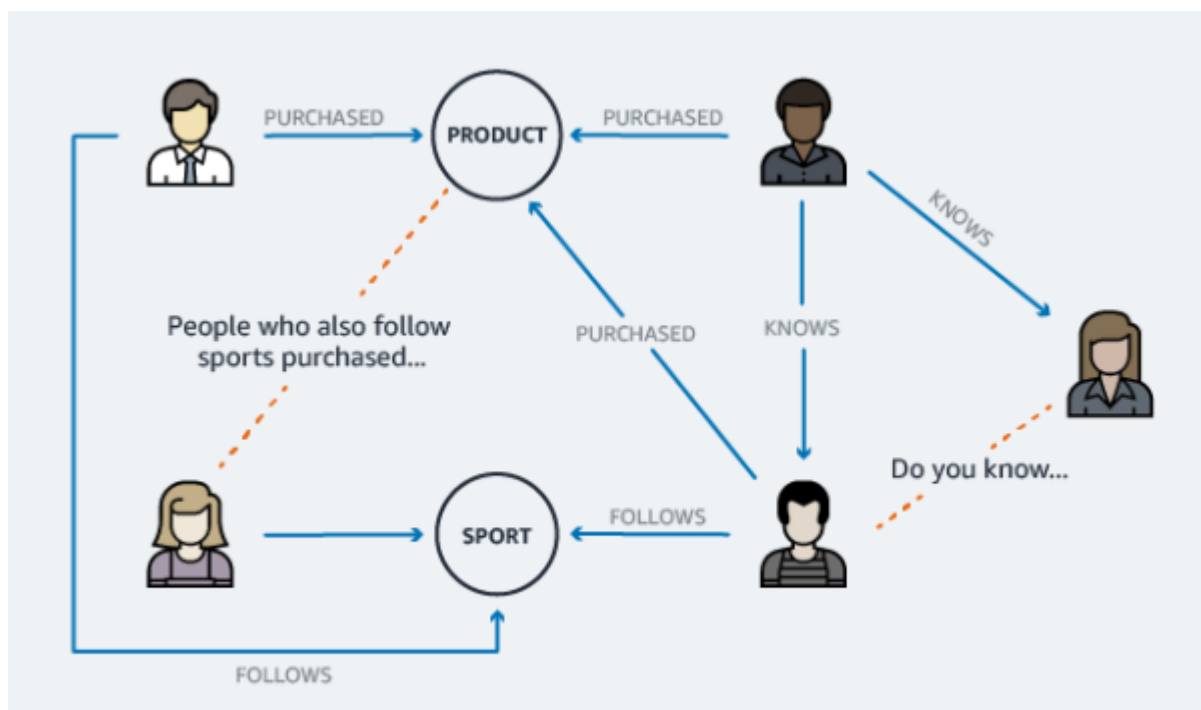 PURCHASED
PRODUCT
PURCHASED
KNOWS
People who also follow
sports purchased...
PURCHASED
KNOWS
Do you know...
SPORT
FOLLOWS
FOLLOWS